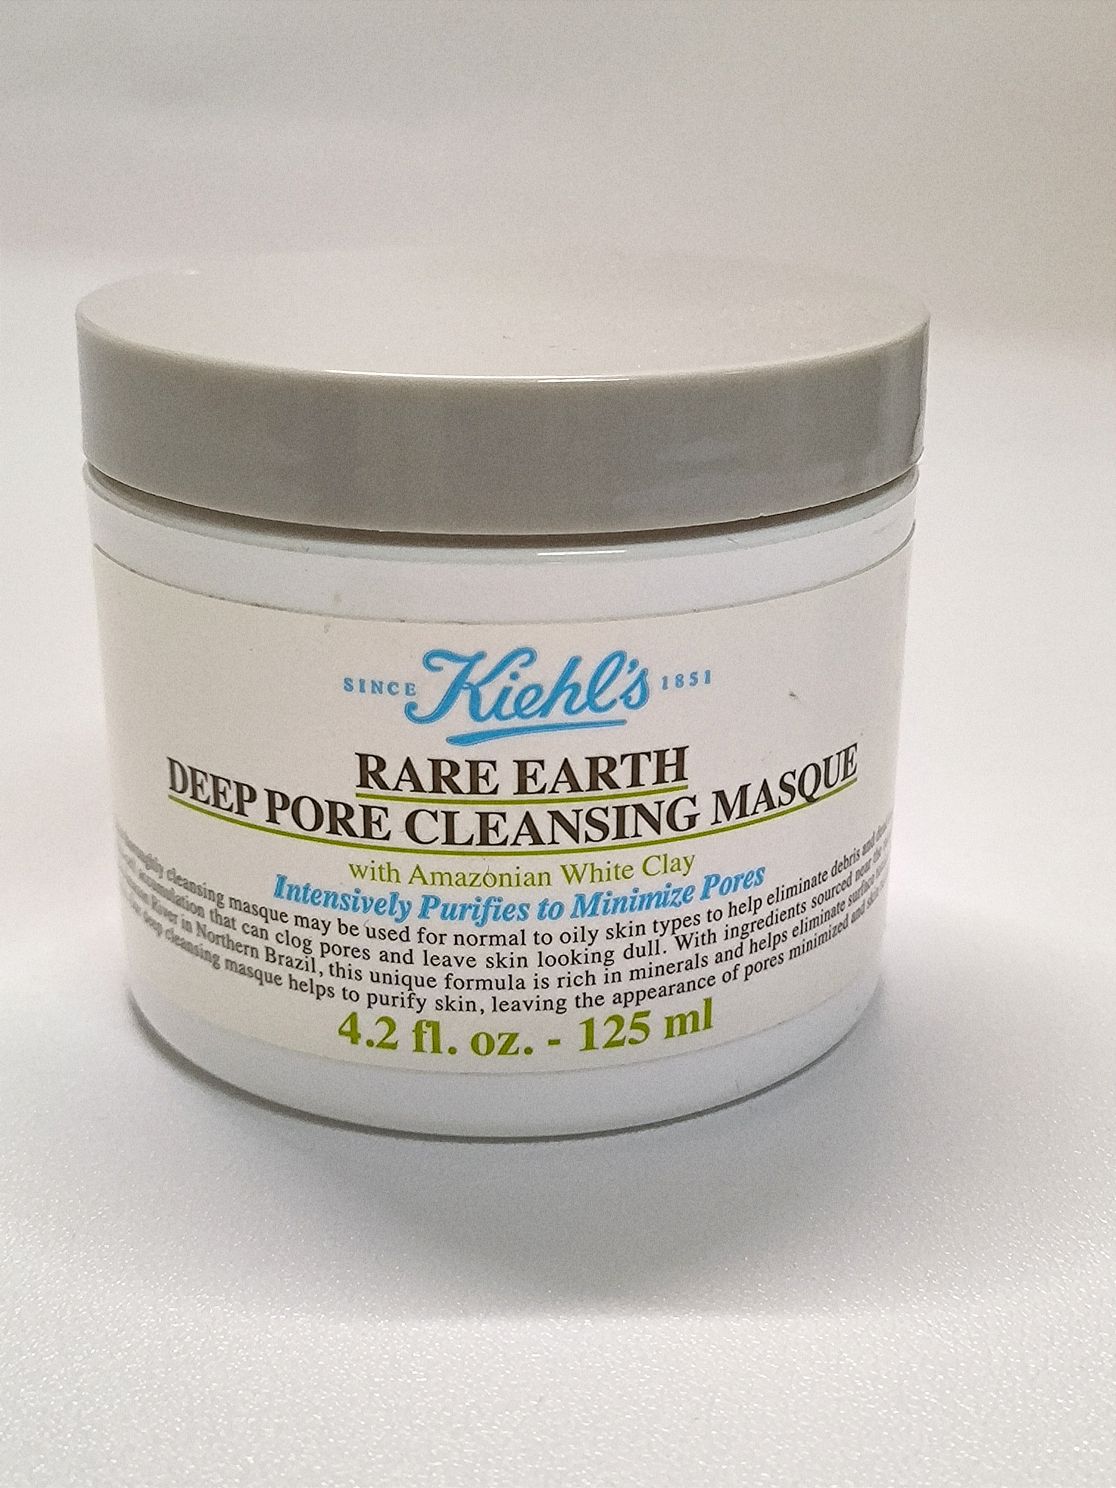 SINCE Kiehl's 1851
RARE EARTH
DEEP PORE CLEANSING MASQUE
with Amazonian White Clay
Intensively Purifies to Minimize Pores
cleansing masque may be used for normal to oily skin types to help eliminate debris and
accumulation that can clog pores and leave skin looking dull. With ingredients sourced near the
River in Northern Brazil, this unique formula is rich in minerals and helps eliminate surface
deep cleansing masque helps to purify skin, leaving the appearance of pores minimized and
4.2 fl. oz. - 125 ml